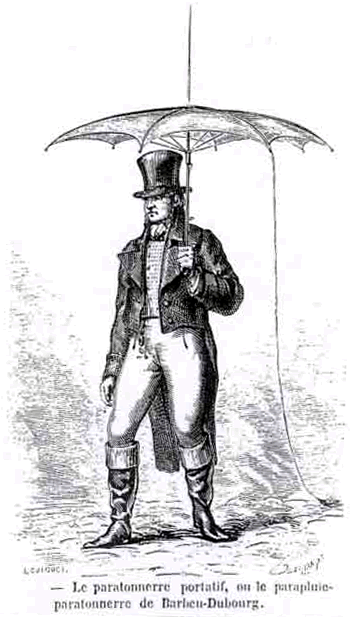 — Le paratonnerre portatif, ou le parapluie-
paratonnerre de Barbeu-Dubourg.